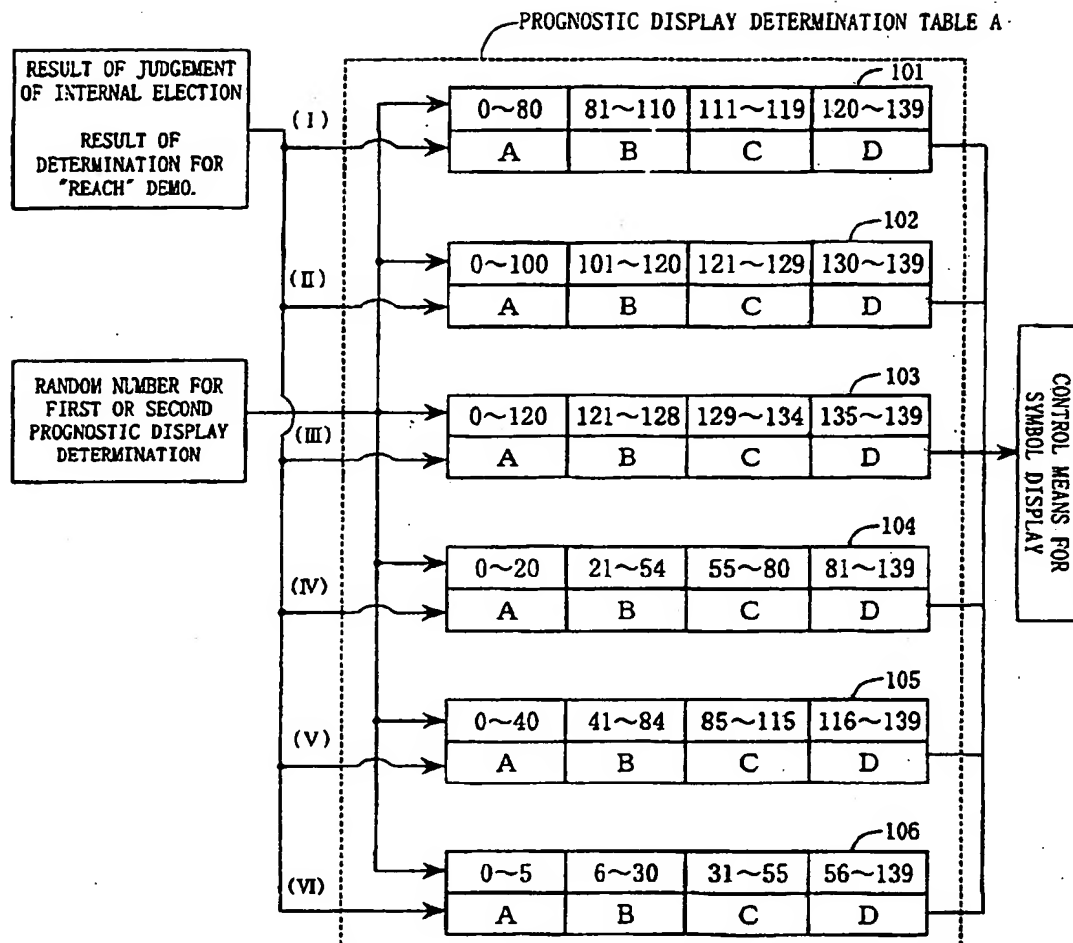 PROGNOSTIC DISPLAY DETERMINATION TABLE A
RESULT OF JUDGEMENT
OF INTERNAL ELECTION
RESULT OF
DETERMINATION FOR
"REACH" DEMO.
(I)
101
0~80 81~110 111~119 120~139
A B C D
(II)
102
0~100 101~120 121~129 130~139
A B C D
RANDOM NUMBER FOR
FIRST OR SECOND
PROGNOSTIC DISPLAY
DETERMINATION
(III)
103
0~120 121~128 129~134 135~139
A B C D
CONTROL MEANS FOR
SYMBOL DISPLAY
(IV)
104
0~20 21~54 55~80 81~139
A B C D
(V)
105
0~40 41~84 85~115 116~139
A B C D
(VI)
106
0~5 6~30 31~55 56~139
A B C D